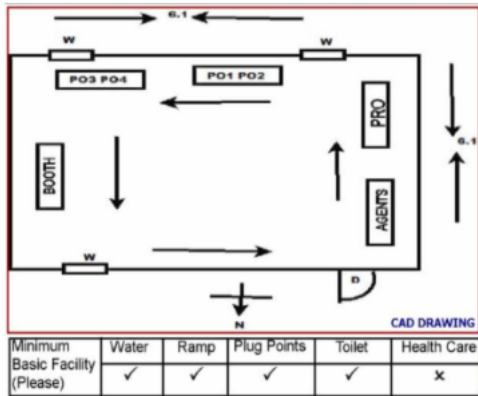 6.1
W
W
PO3 PO4
PO1 PO2
PRO
6.1
BOOTH
AGENTS
W
D
N
CAD DRAWING
Minimum Basic Facility (Please)
Water Ramp Plug Points Toilet Health Care
✓ ✓ ✓ ✓ x